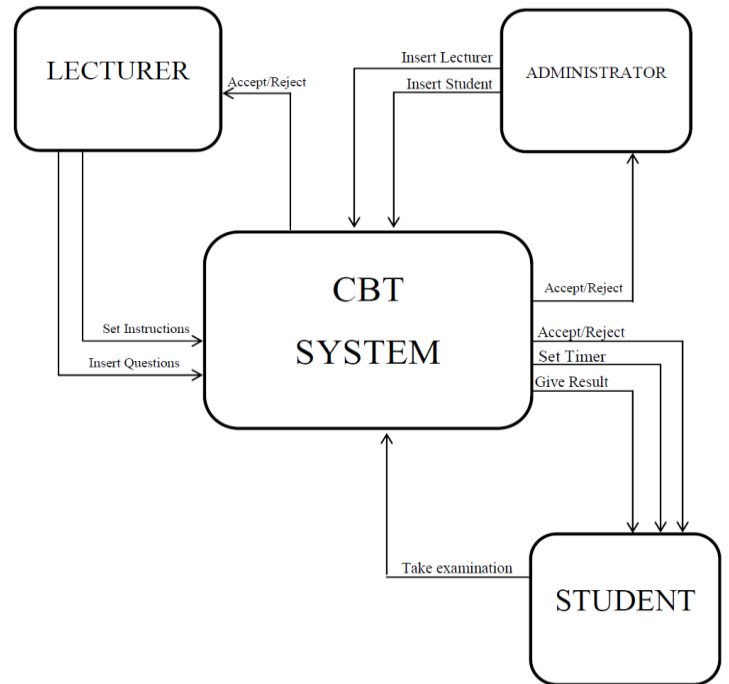 LECTURER
Accept/Reject
Insert Lecturer
Insert Student
ADMINISTRATOR
CBT
SYSTEM
Accept/Reject
Set Instructions
Insert Questions
Accept/Reject
Set Timer
Give Result
Take examination
STUDENT